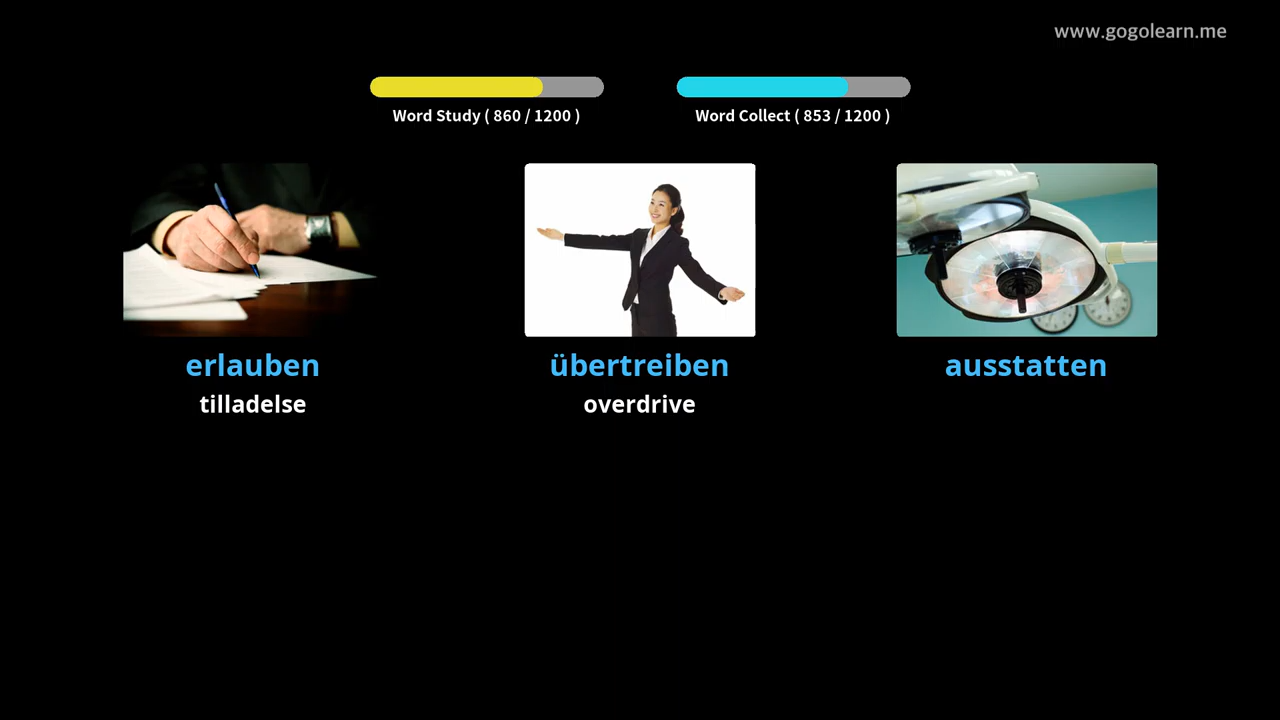 www.gogolearn.me
Word Study ( 860 / 1200 )
Word Collect ( 853 / 1200 )
erlauben
übertreiben
ausstatten
tilladelse
overdrive